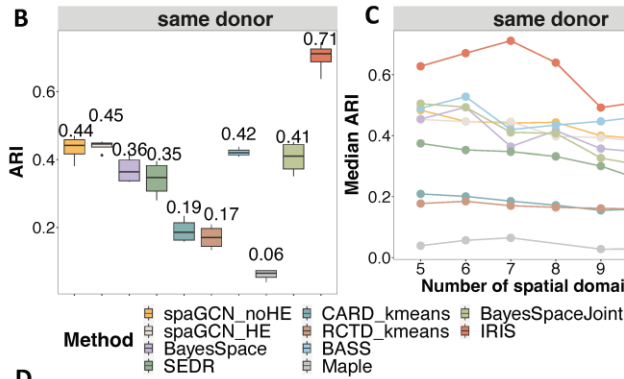 B
same donor
0.71
0.45
0.44
0.42
0.41
0.36
0.35
0.19
0.17
0.06
0.6
0.4
0.2
ARI
C
same donor
0.6
0.4
0.2
0.0
Median ARI
5 6 7 8 9
Number of spatial domain
Method
spaGCN_noHE
spaGCN_HE
BayesSpace
SEDR
CARD_kmeans
RCTD_kmeans
BASS
Maple
BayesSpaceJoint
IRIS
D